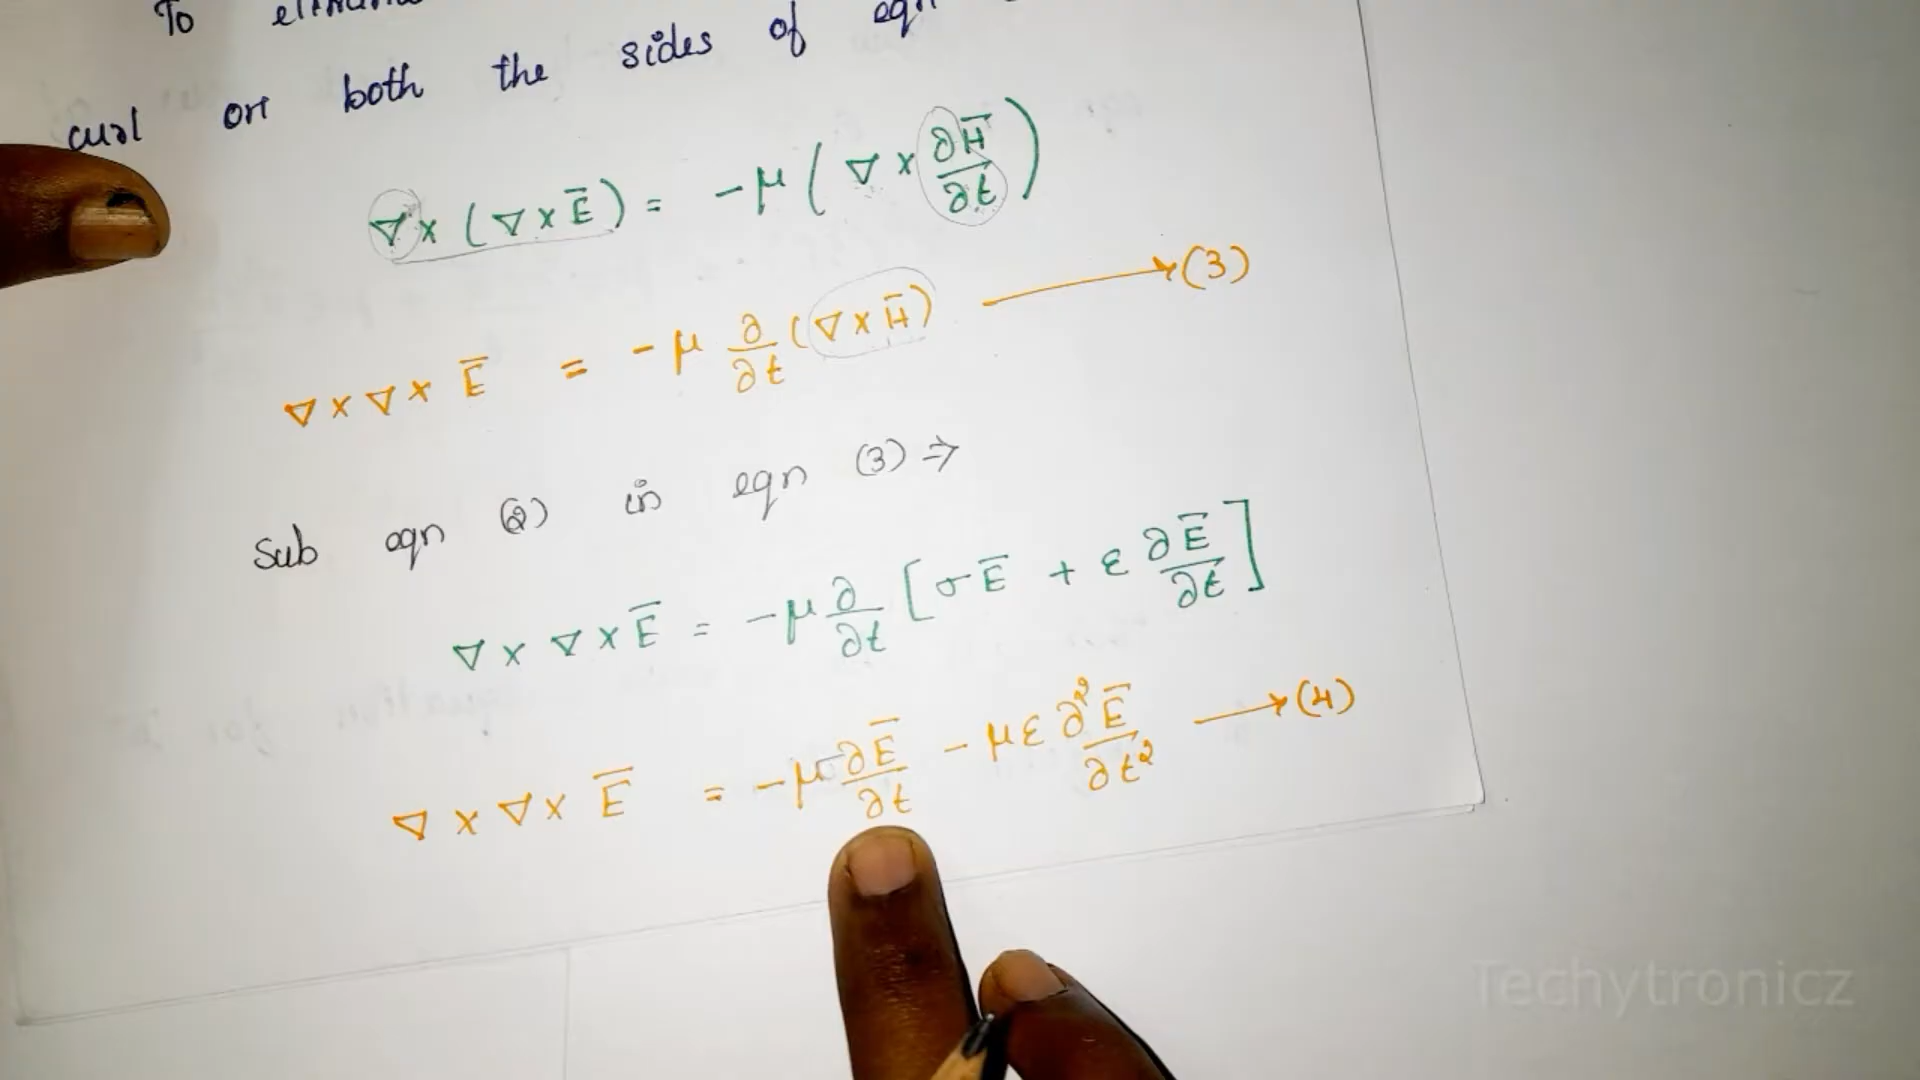 To
curl on both the sides of eqn
∇ × (∇ × E̅) = -μ (∇ × ∂H̅/∂t)
∇ × ∇ × E̅ = -μ ∂/∂t (∇ × H̅) → (3)
Sub eqn (2) in eqn (3) ⇒
∇ × ∇ × E̅ = -μ ∂/∂t [σE̅ + ε ∂E̅/∂t]
∇ × ∇ × E̅ = -μσ ∂E̅/∂t - με ∂²E̅/∂t² → (4)
Techytronicz